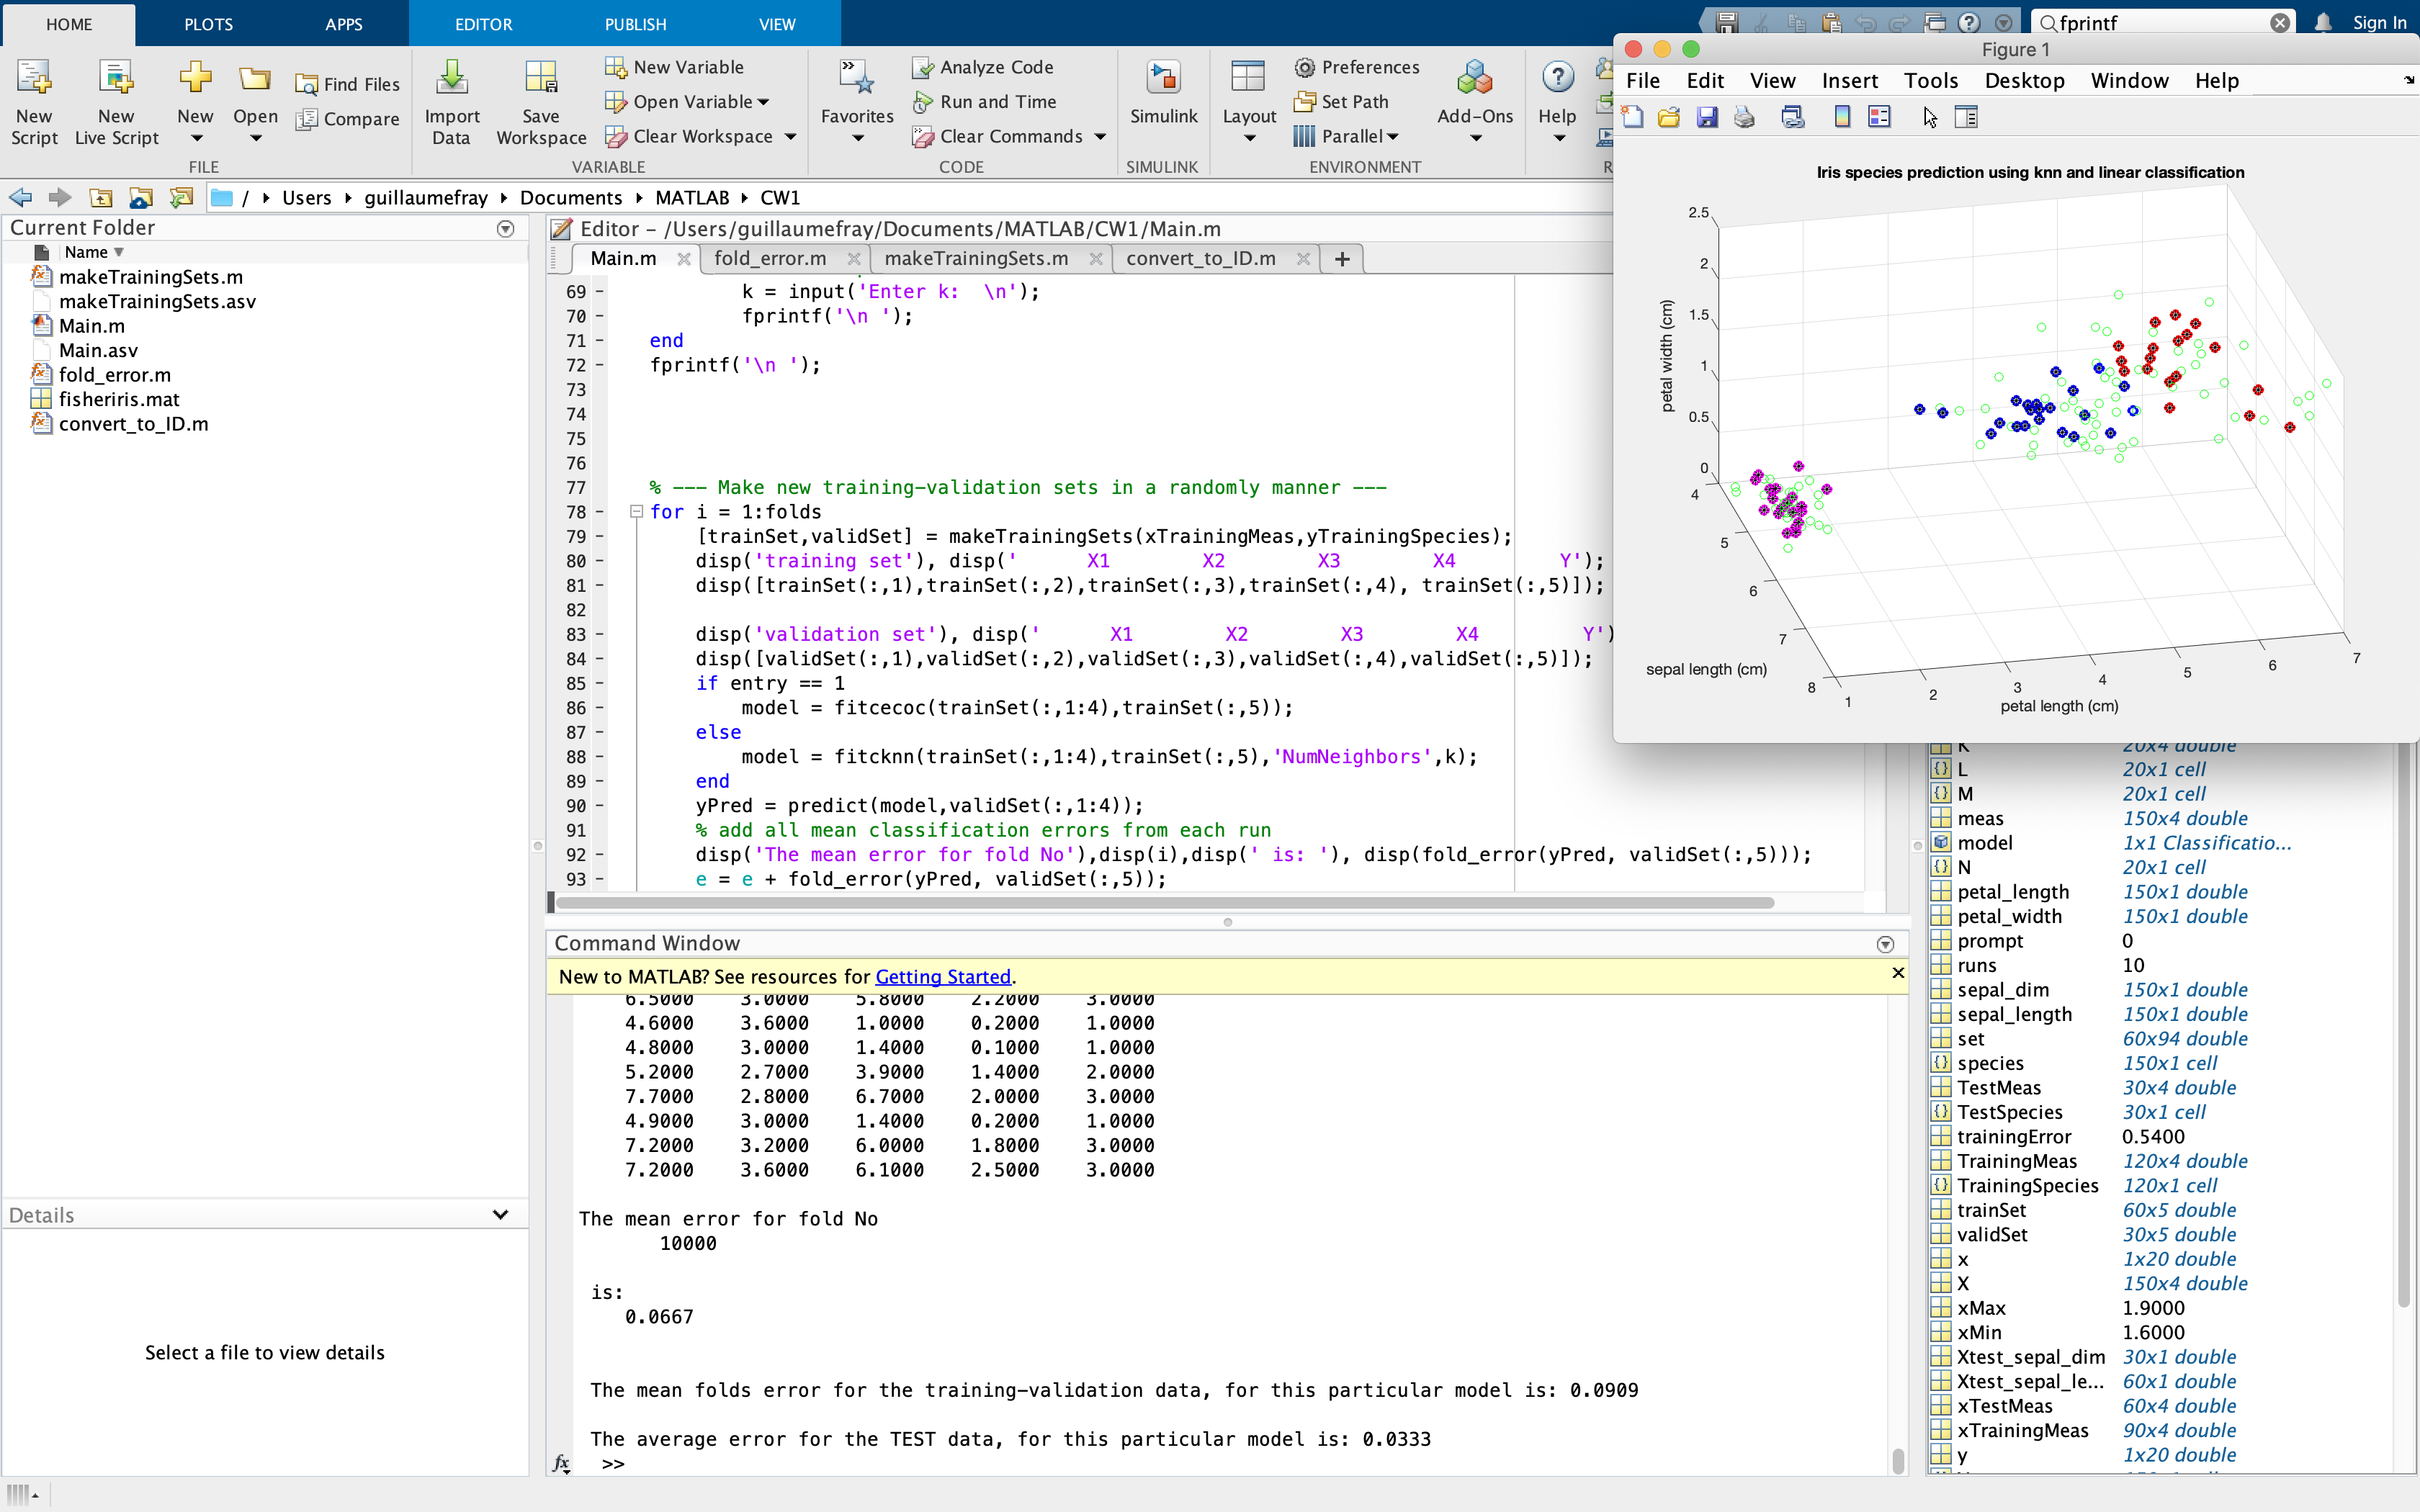 HOME PLOTS APPS EDITOR PUBLISH VIEW fprintf Sign In
New Script
New Live Script
New
Open
Find Files
Compare
FILE
Import Data
Save Workspace
New Variable
Open Variable
Clear Workspace
VARIABLE
Favorites
Analyze Code
Run and Time
Clear Commands
CODE
Simulink
SIMULINK
Layout
Preferences
Set Path
Parallel
Add-Ons
ENVIRONMENT
Help
/ Users guillaumefray Documents MATLAB CW1
Current Folder
Name
makeTrainingSets.m
makeTrainingSets.asv
Main.m
Main.asv
fold_error.m
fisheriris.mat
convert_to_ID.m
Details
Select a file to view details
Editor - /Users/guillaumefray/Documents/MATLAB/CW1/Main.m
Main.m fold_error.m makeTrainingSets.m convert_to_ID.m +
69 - k = input('Enter k:  \n');
70 - fprintf('\n ');
71 - end
72 - fprintf('\n ');
73
74
75
76
77 % --- Make new training-validation sets in a randomly manner ---
78 - for i = 1:folds
79 - [trainSet,validSet] = makeTrainingSets(xTrainingMeas,yTrainingSpecies);
80 - disp('training set'), disp('      X1        X2        X3        X4         Y');
81 - disp([trainSet(:,1),trainSet(:,2),trainSet(:,3),trainSet(:,4), trainSet(:,5)]);
82
83 - disp('validation set'), disp('      X1        X2        X3        X4         Y')
84 - disp([validSet(:,1),validSet(:,2),validSet(:,3),validSet(:,4),validSet(:,5)]);
85 - if entry == 1
86 - model = fitcecoc(trainSet(:,1:4),trainSet(:,5));
87 - else
88 - model = fitcknn(trainSet(:,1:4),trainSet(:,5),'NumNeighbors',k);
89 - end
90 - yPred = predict(model,validSet(:,1:4));
91 % add all mean classification errors from each run
92 - disp('The mean error for fold No'),disp(i),disp(' is: '), disp(fold_error(yPred, validSet(:,5)));
93 - e = e + fold_error(yPred, validSet(:,5));
Command Window
New to MATLAB? See resources for Getting Started.
6.5000 3.0000 5.8000 2.2000 3.0000
4.6000 3.6000 1.0000 0.2000 1.0000
4.8000 3.0000 1.4000 0.1000 1.0000
5.2000 2.7000 3.9000 1.4000 2.0000
7.7000 2.8000 6.7000 2.0000 3.0000
4.9000 3.0000 1.4000 0.2000 1.0000
7.2000 3.2000 6.0000 1.8000 3.0000
7.2000 3.6000 6.1000 2.5000 3.0000
The mean error for fold No
10000
is:
0.0667
The mean folds error for the training-validation data, for this particular model is: 0.0909
The average error for the TEST data, for this particular model is: 0.0333
fx >>
Figure 1
File Edit View Insert Tools Desktop Window Help
Iris species prediction using knn and linear classification
2.5
2
1.5
1
0.5
0
petal width (cm)
4
5
6
7
8
sepal length (cm)
1
2
3
4
5
6
7
petal length (cm)
K 20x4 double
L 20x1 cell
M 20x1 cell
meas 150x4 double
model 1x1 Classificatio...
N 20x1 cell
petal_length 150x1 double
petal_width 150x1 double
prompt 0
runs 10
sepal_dim 150x1 double
sepal_length 150x1 double
set 60x94 double
species 150x1 cell
TestMeas 30x4 double
TestSpecies 30x1 cell
trainingError 0.5400
TrainingMeas 120x4 double
TrainingSpecies 120x1 cell
trainSet 60x5 double
validSet 30x5 double
x 1x20 double
X 150x4 double
xMax 1.9000
xMin 1.6000
Xtest_sepal_dim 30x1 double
Xtest_sepal_le... 60x1 double
xTestMeas 60x4 double
xTrainingMeas 90x4 double
y 1x20 double